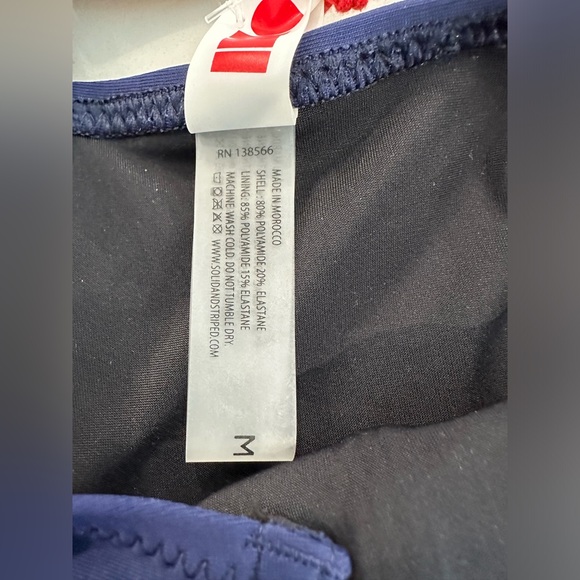 RN 138566
MADE IN MOROCCO
SHELL: 80% POLYAMIDE 20% ELASTANE
LINING: 85% POLYAMIDE 15% ELASTANE
MACHINE WASH COLD. DO NOT TUMBLE DRY.
WWW.SOLIDANDSTRIPED.COM
M